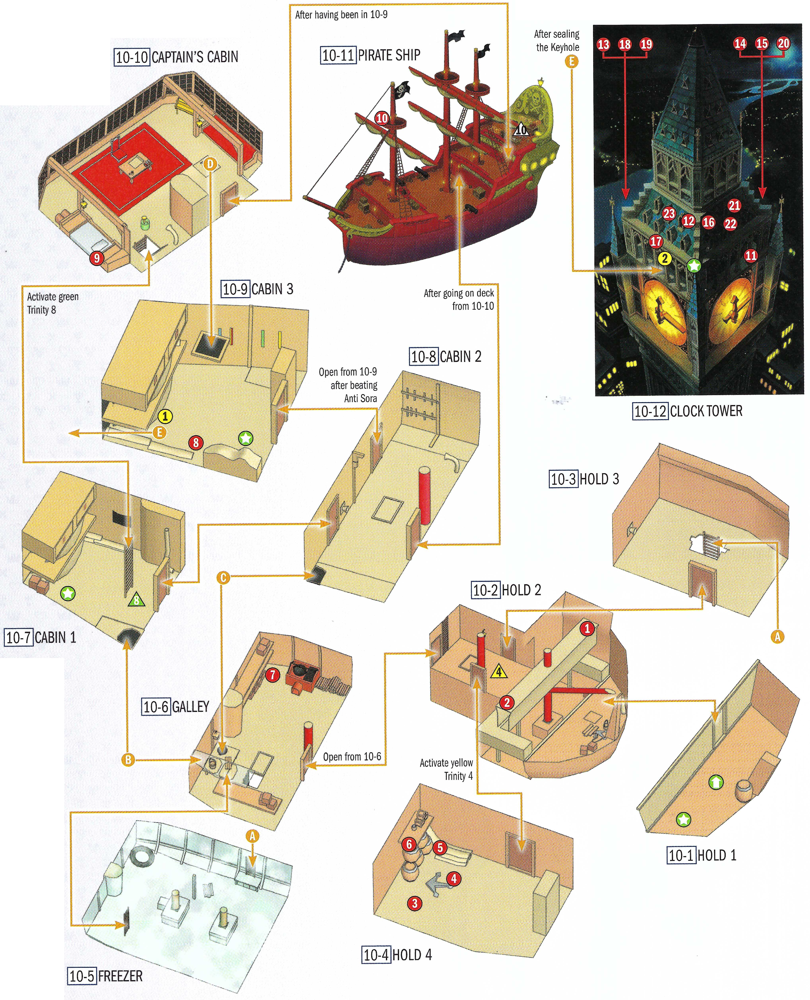 After having been in 10-9
After sealing
the Keyhole
10-10 CAPTAIN'S CABIN
10-11 PIRATE SHIP
E
13 18 19
14 15 20
10
10
D
9
21
23 12 16 22
17
2
11
Activate green
Trinity 8
10-9 CABIN 3
After going on deck
from 10-10
10-8 CABIN 2
Open from 10-9
after beating
Anti Sora
10-12 CLOCK TOWER
1
E
8
10-3 HOLD 3
C
8
10-2 HOLD 2
A
10-7 CABIN 1
1
7
4
10-6 GALLEY
2
B
Open from 10-6
Activate yellow
Trinity 4
A
6
5
4
3
10-1 HOLD 1
10-4 HOLD 4
10-5 FREEZER